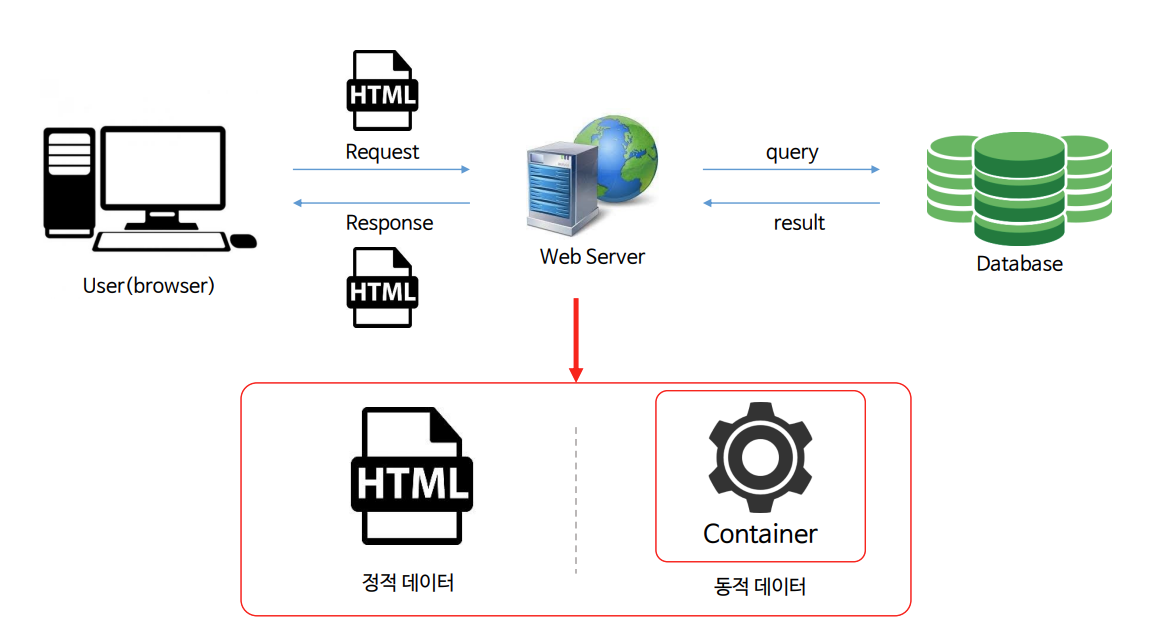 HTML
Request
Response
HTML
User(browser)
Web Server
query
result
Database
HTML
정적 데이터
Container
동적 데이터